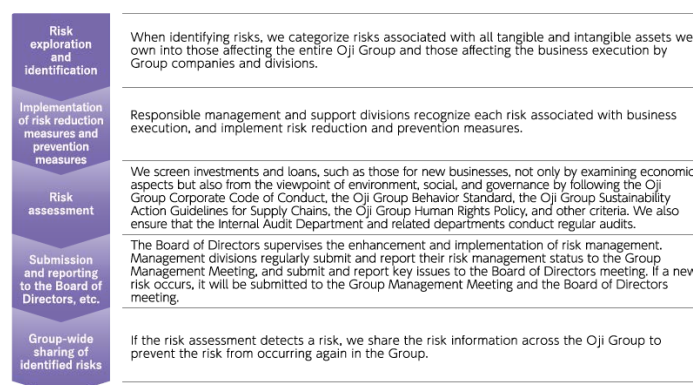 Risk
exploration
and
identification
When identifying risks, we categorize risks associated with all tangible and intangible assets we
own into those affecting the entire Oji Group and those affecting the business execution by
Group companies and divisions.
Implementation
of risk reduction
measures and
prevention
measures
Responsible management and support divisions recognize each risk associated with business
execution, and implement risk reduction and prevention measures.
Risk
assessment
We screen investments and loans, such as those for new businesses, not only by examining economic
aspects but also from the viewpoint of environment, social, and governance by following the Oji
Group Corporate Code of Conduct, the Oji Group Behavior Standard, the Oji Group Sustainability
Action Guidelines for Supply Chains, the Oji Group Human Rights Policy, and other criteria. We also
ensure that the Internal Audit Department and related departments conduct regular audits.
Submission
and reporting
to the Board of
Directors, etc.
The Board of Directors supervises the enhancement and implementation of risk management.
Management divisions regularly submit and report their risk management status to the Group
Management Meeting, and submit and report key issues to the Board of Directors meeting. If a new
risk occurs, it will be submitted to the Group Management Meeting and the Board of Directors
meeting.
Group-wide
sharing of
identified risks
If the risk assessment detects a risk, we share the risk information across the Oji Group to
prevent the risk from occurring again in the Group.